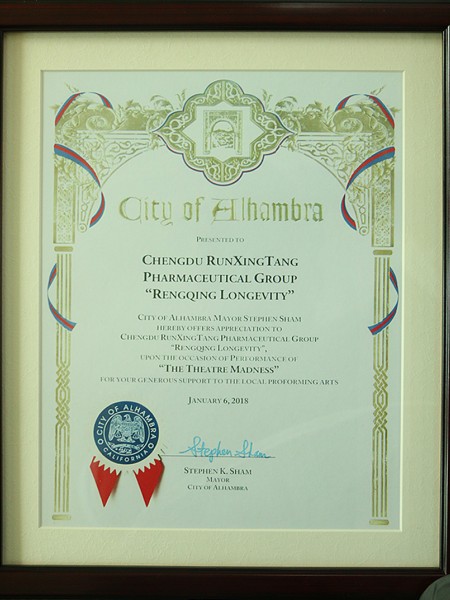 City of Alhambra
PRESENTED TO
CHENGDU RUNXINGTANG
PHARMACEUTICAL GROUP
"RENGQING LONGEVITY"
CITY OF ALHAMBRA MAYOR STEPHEN SHAM
HEREBY OFFERS APPRECIATION TO
CHENGDU RUNXINGTANG PHARMACEUTICAL GROUP
"RENGQING LONGEVITY",
UPON THE OCCASION OF PERFORMANCE OF
"THE THEATRE MADNESS"
FOR YOUR GENEROUS SUPPORT TO THE LOCAL PROFORMING ARTS
JANUARY 6, 2018
CITY OF ALHAMBRA
CALIFORNIA
Stephen Sham
STEPHEN K. SHAM
MAYOR
CITY OF ALHAMBRA